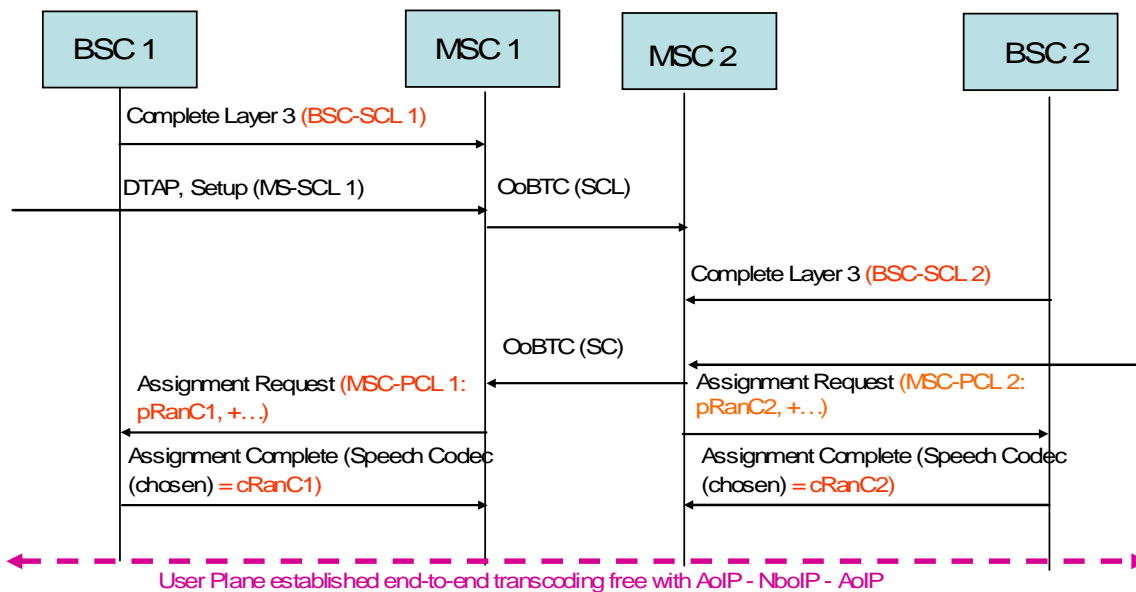 BSC 1
MSC 1
MSC 2
BSC 2
Complete Layer 3 (BSC-SCL 1)
DTAP, Setup (MS-SCL 1)
OoBTC (SCL)
Complete Layer 3 (BSC-SCL 2)
OoBTC (SC)
Assignment Request (MSC-PCL 1:
pRanC1, +…)
Assignment Request (MSC-PCL 2:
pRanC2, +…)
Assignment Complete (Speech Codec
(chosen) = cRanC1)
Assignment Complete (Speech Codec
(chosen) = cRanC2)
User Plane established end-to-end transcoding free with AoIP - NboIP - AoIP